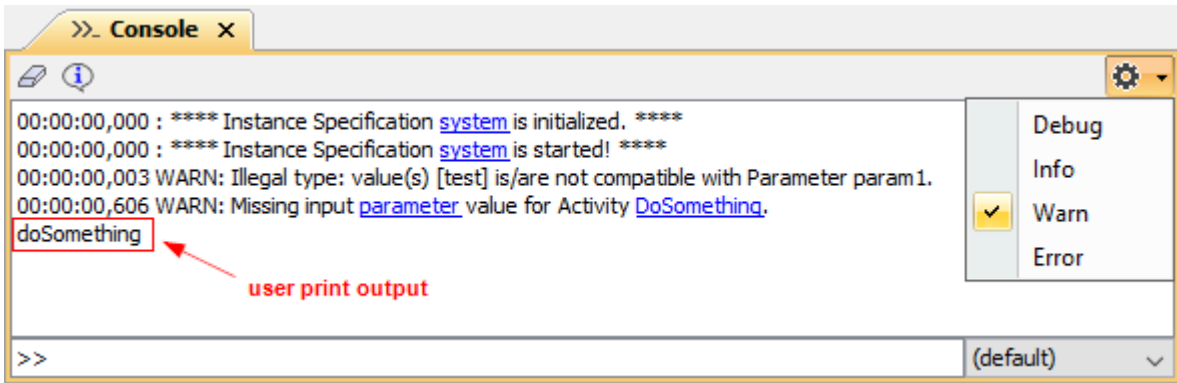 Console
00:00:00,000 : **** Instance Specification system is initialized. ****
00:00:00,000 : **** Instance Specification system is started! ****
00:00:00,003 WARN: Illegal type: value(s) [test] is/are not compatible with Parameter param1.
00:00:00,606 WARN: Missing input parameter value for Activity DoSomething.
doSomething
user print output
Debug
Info
Warn
Error
>>
(default)